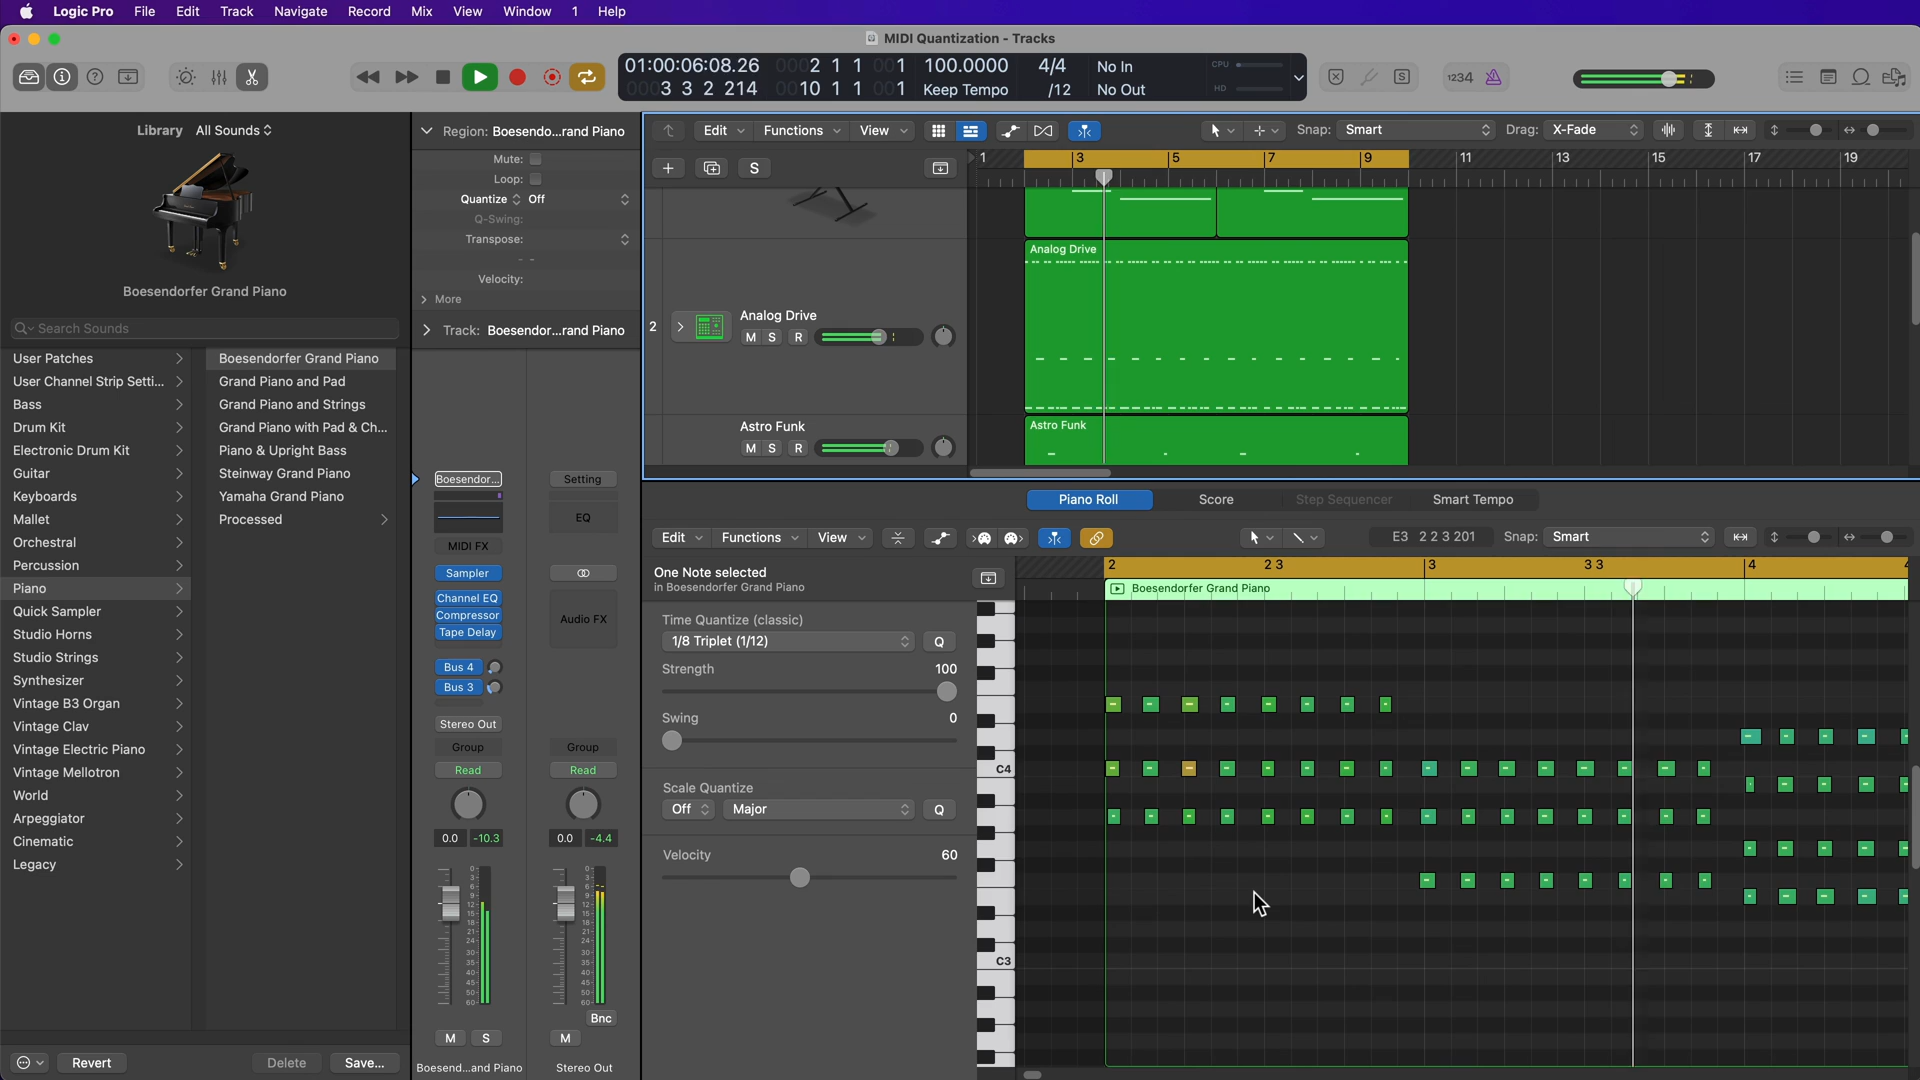 Logic Pro File Edit Track Navigate Record Mix View Window 1 Help
MIDI Quantization - Tracks
01:00:06:08.26 0002 1 1 001 100.0000 4/4 No In CPU
0003 3 2 214 0010 1 1 001 Keep Tempo /12 No Out HD
S 1234
Library All Sounds
Boesendorfer Grand Piano
Search Sounds
User Patches
User Channel Strip Setti...
Bass
Drum Kit
Electronic Drum Kit
Guitar
Keyboards
Mallet
Orchestral
Percussion
Piano
Quick Sampler
Studio Horns
Studio Strings
Synthesizer
Vintage B3 Organ
Vintage Clav
Vintage Electric Piano
Vintage Mellotron
World
Arpeggiator
Cinematic
Legacy
Boesendorfer Grand Piano
Grand Piano and Pad
Grand Piano and Strings
Grand Piano with Pad & Ch...
Piano & Upright Bass
Steinway Grand Piano
Yamaha Grand Piano
Processed
Revert Delete Save...
Region: Boesendo...rand Piano
Mute:
Loop:
Quantize Off
Q-Swing:
Transpose:
- -
Velocity:
More
Track: Boesendor...rand Piano
Boesendor... Setting
EQ
MIDI FX
Sampler
Channel EQ
Compressor
Tape Delay
Audio FX
Bus 4
Bus 3
Stereo Out
Group Group
Read Read
0.0 -10.3 0.0 -4.4
Bnc
M S M
Boesend...and Piano Stereo Out
Edit Functions View Snap: Smart Drag: X-Fade
S
1 3 5 7 9 11 13 15 17 19
Analog Drive
2 Analog Drive
M S R
Astro Funk
Astro Funk
M S R
Piano Roll Score Step Sequencer Smart Tempo
Edit Functions View E3 2 2 3 201 Snap: Smart
One Note selected
in Boesendorfer Grand Piano
Time Quantize (classic)
1/8 Triplet (1/12) Q
Strength 100
Swing 0
Scale Quantize
Off Major Q
Velocity 60
2 2 3 3 3 3 4
Boesendorfer Grand Piano
C4
C3